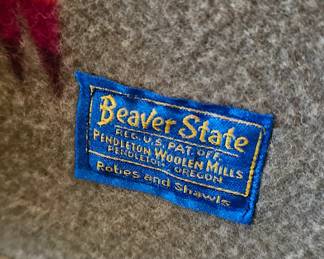 Beaver State
REG. U.S. PAT. OFF.
PENDLETON WOOLEN MILLS
PENDLETON, OREGON
Robes and Shawls